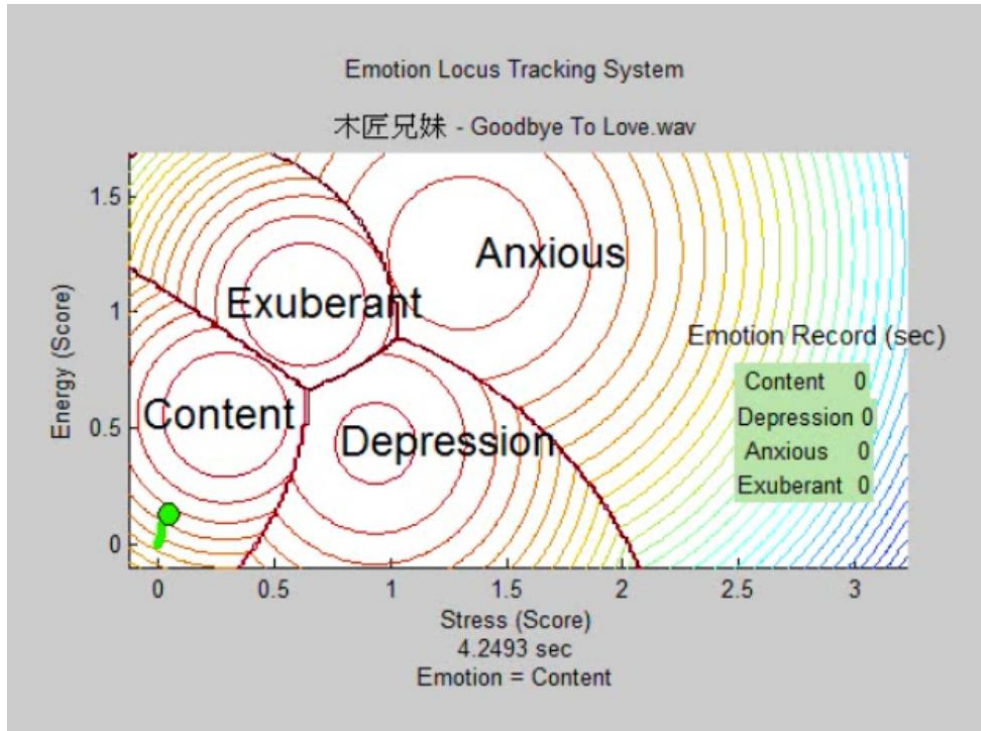 Emotion Locus Tracking System
木匠兄妹 - Goodbye To Love.wav
1.5
Anxious
Exuberant
1
Emotion Record (sec)
Content 0
Depression 0
Anxious 0
Exuberant 0
Energy (Score)
Content
0.5
Depression
0
0 0.5 1 1.5 2 2.5 3
Stress (Score)
4.2493 sec
Emotion = Content